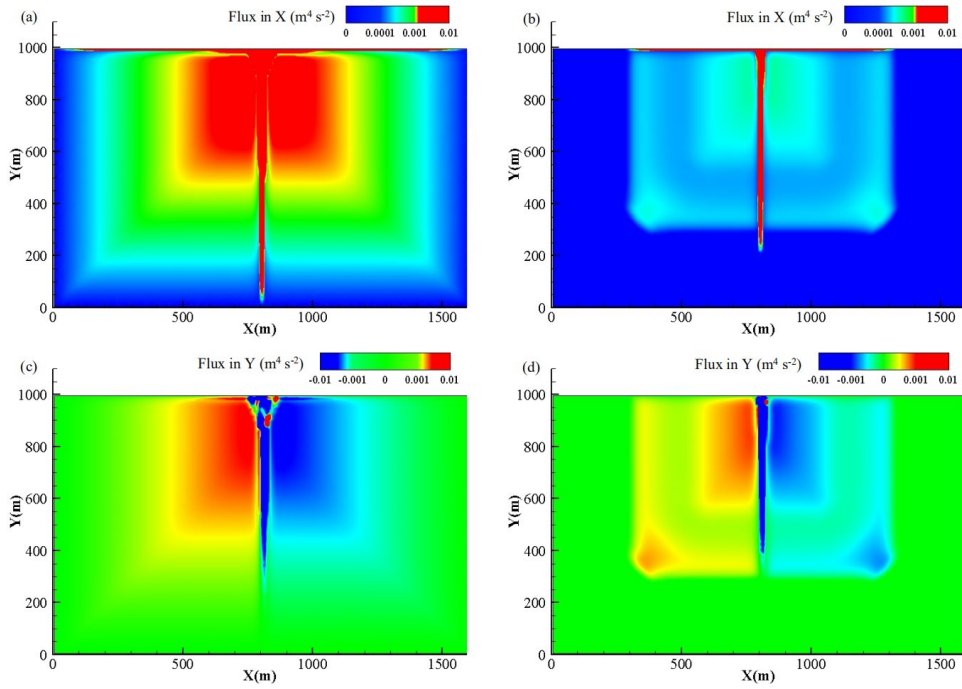 (a) Flux in X (m⁴ s⁻²)
0 0.0001 0.001 0.01
1000
800
600
400
200
0
Y(m)
0 500 1000 1500
X(m)
(b) Flux in X (m⁴ s⁻²)
0 0.0001 0.001 0.01
1000
800
600
400
200
0
Y(m)
0 500 1000 1500
X(m)
(c) Flux in Y (m⁴ s⁻²)
-0.01 -0.001 0 0.001 0.01
1000
800
600
400
200
0
Y(m)
0 500 1000 1500
X(m)
(d) Flux in Y (m⁴ s⁻²)
-0.01 -0.001 0 0.001 0.01
1000
800
600
400
200
0
Y(m)
0 500 1000 1500
X(m)